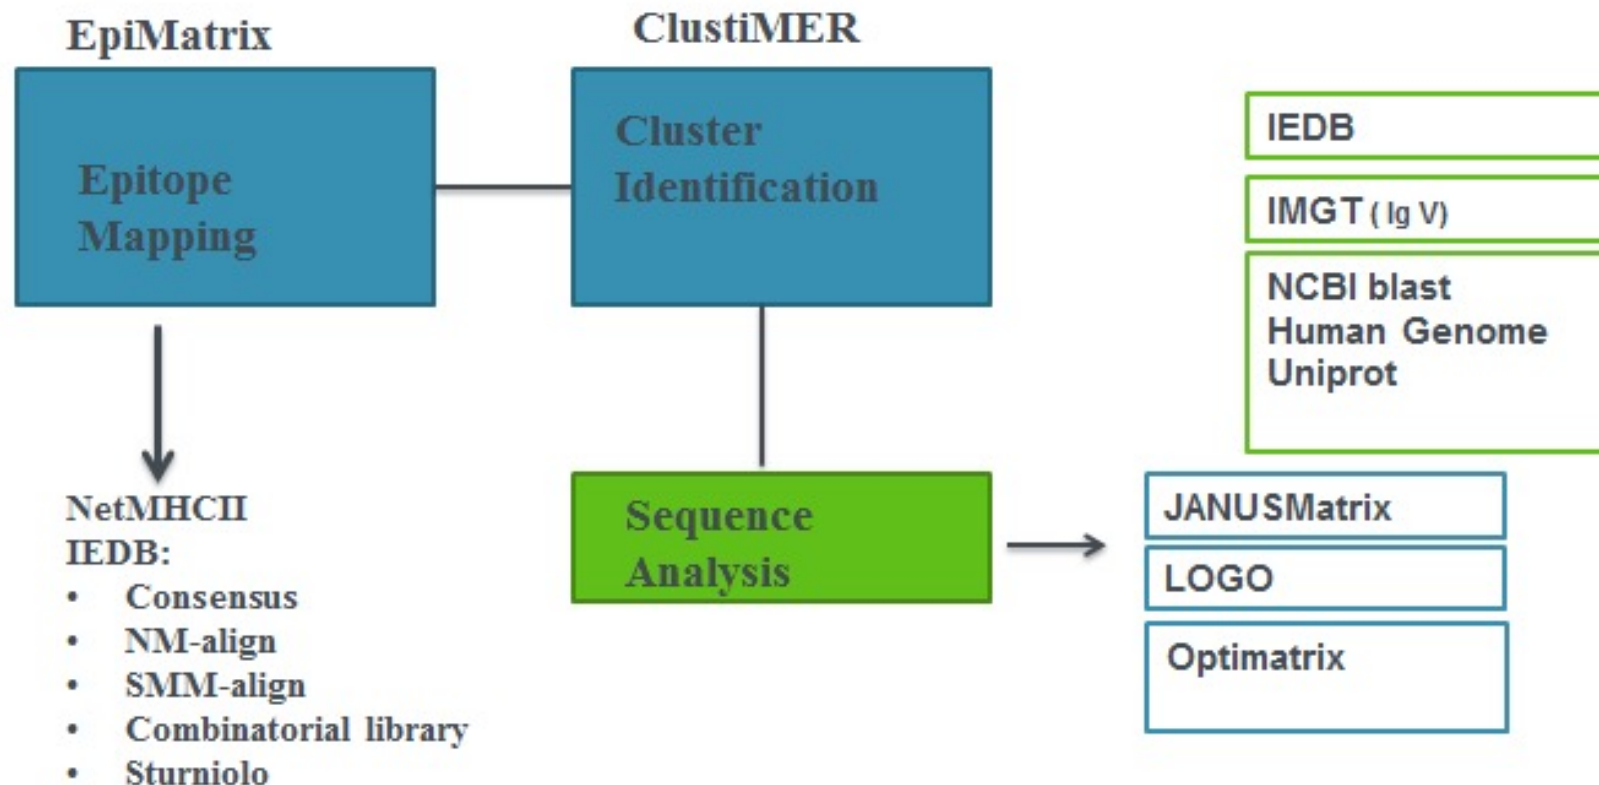 EpiMatrix
ClustiMER
Epitope
Mapping
Cluster
Identification
IEDB
IMGT ( Ig V)
NCBI blast
Human Genome
Uniprot
NetMHCII
IEDB:
• Consensus
• NM-align
• SMM-align
• Combinatorial library
• Sturniolo
Sequence
Analysis
JANUSMatrix
LOGO
Optimatrix